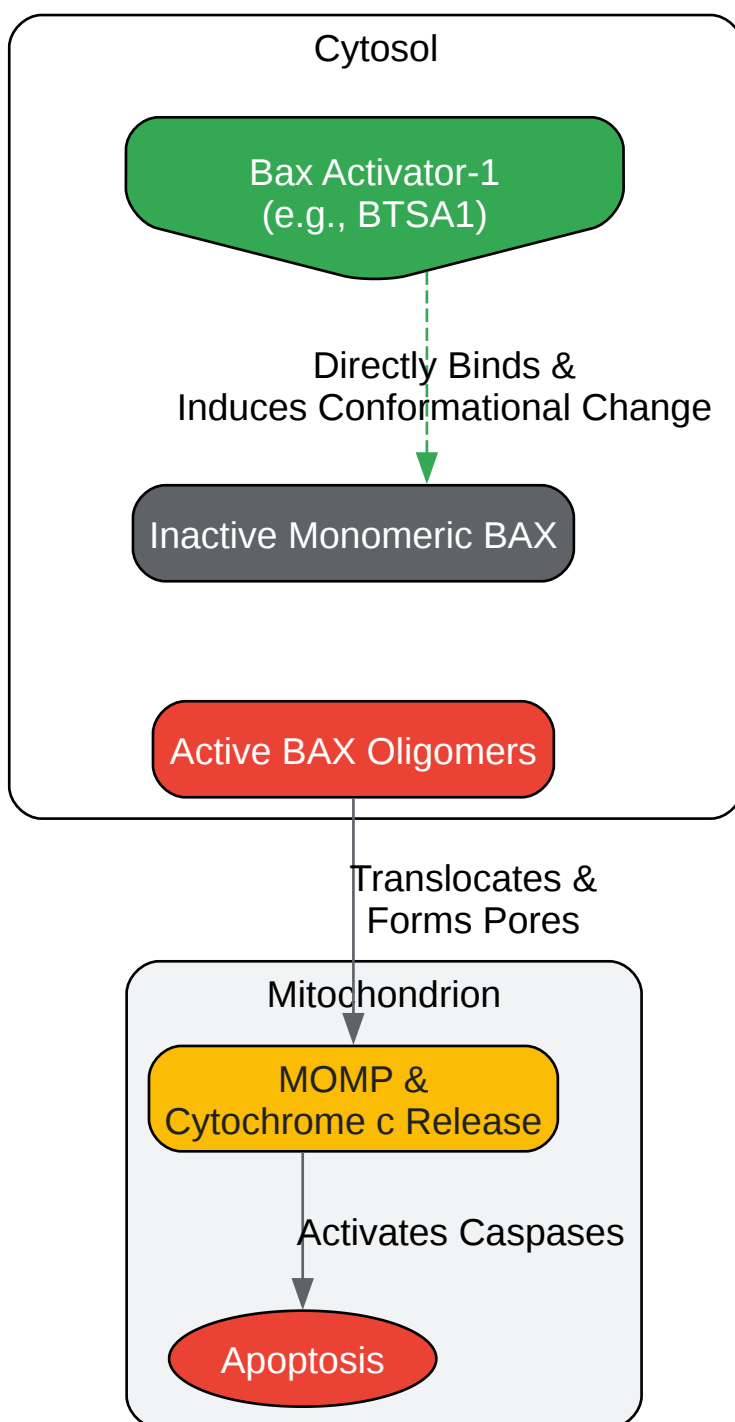 Cytosol
Bax Activator-1
(e.g., BTSA1)
Directly Binds &
Induces Conformational Change
Inactive Monomeric BAX
Active BAX Oligomers
Translocates &
Forms Pores
Mitochondrion
MOMP &
Cytochrome c Release
Activates Caspases
Apoptosis